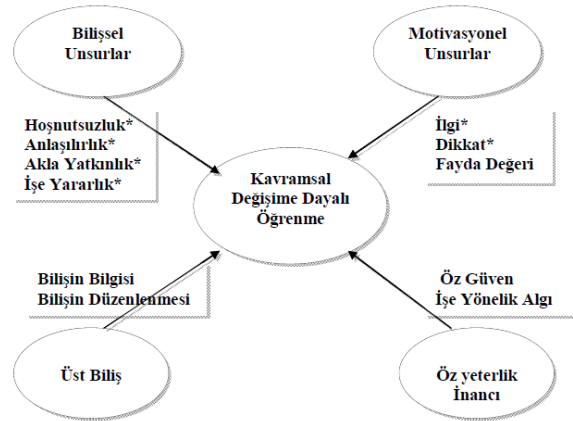 Bilişsel
Unsurlar
Motivasyonel
Unsurlar
Hoşnutsuzluk*
Anlaşılırlık*
Akla Yatkınlık*
İşe Yararlık*
İlgi*
Dikkat*
Fayda Değeri
Kavramsal
Değişime Dayalı
Öğrenme
Bilişin Bilgisi
Bilişin Düzenlenmesi
Öz Güven
İşe Yönelik Algı
Üst Biliş
Öz yeterlik
İnancı